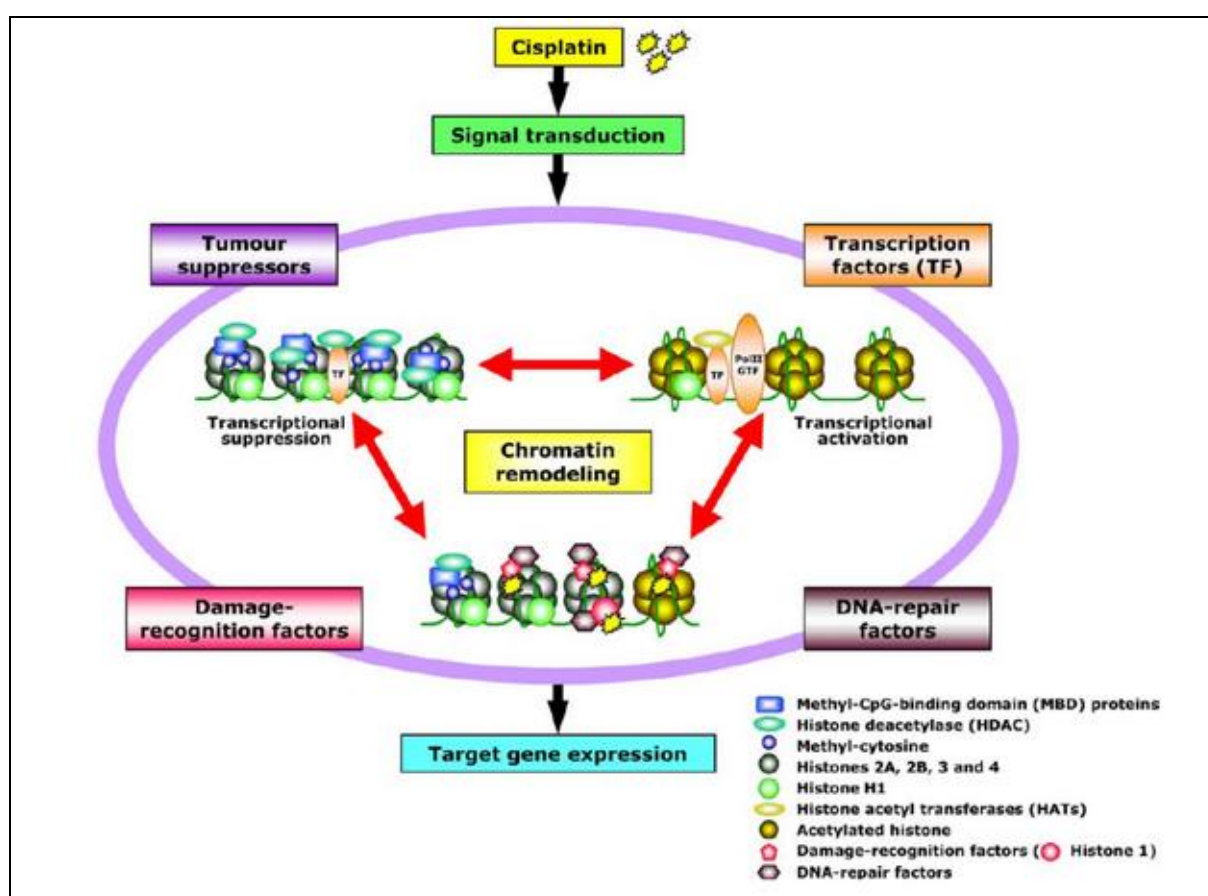 Cisplatin
Signal transduction
Tumour
suppressors
Transcription
factors (TF)
TF
TF
PolII
GTF
Transcriptional
suppression
Transcriptional
activation
Chromatin
remodeling
Damage-
recognition factors
DNA-repair
factors
Target gene expression
Methyl-CpG-binding domain (MBD) proteins
Histone deacetylase (HDAC)
Methyl-cytosine
Histones 2A, 2B, 3 and 4
Histone H1
Histone acetyl transferases (HATs)
Acetylated histone
Damage-recognition factors ( Histone 1)
DNA-repair factors